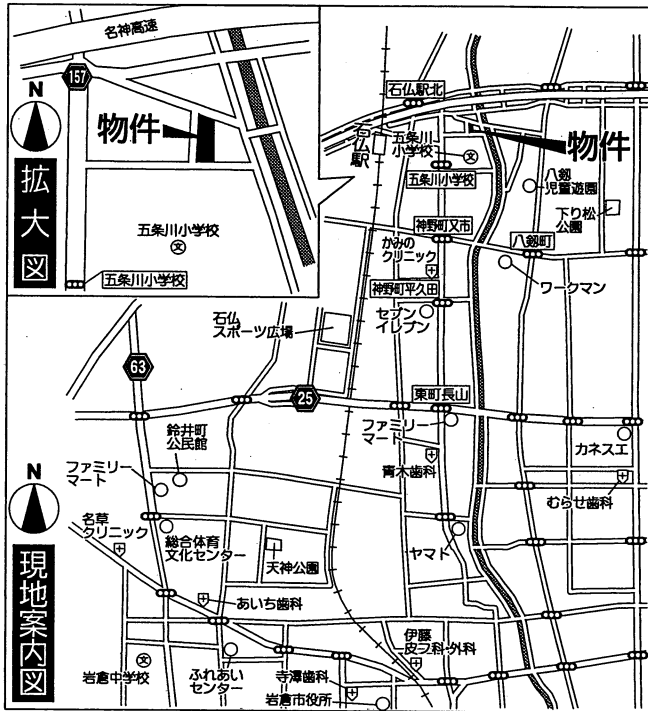 名神高速
157
N
物件
拡大図
五条川小学校
五条川小学校
石仏駅北
石仏駅
五条川
小学校
五条川小学校
物件
八剱
児童遊園
下り松
公園
神野町又市
八剱町
かみの
クリニック
ワークマン
神野町平久田
セブン
イレブン
石仏
スポーツ広場
63
25
東町長山
ファミリー
マート
カネスエ
鈴井町
公民館
青木歯科
ファミリー
マート
むらせ歯科
N
名草
クリニック
総合体育
文化センター
天神公園
ヤマト
現地案内図
あいち歯科
伊藤
皮フ科・外科
岩倉中学校
ふれあい
センター
寺澤歯科
岩倉市役所